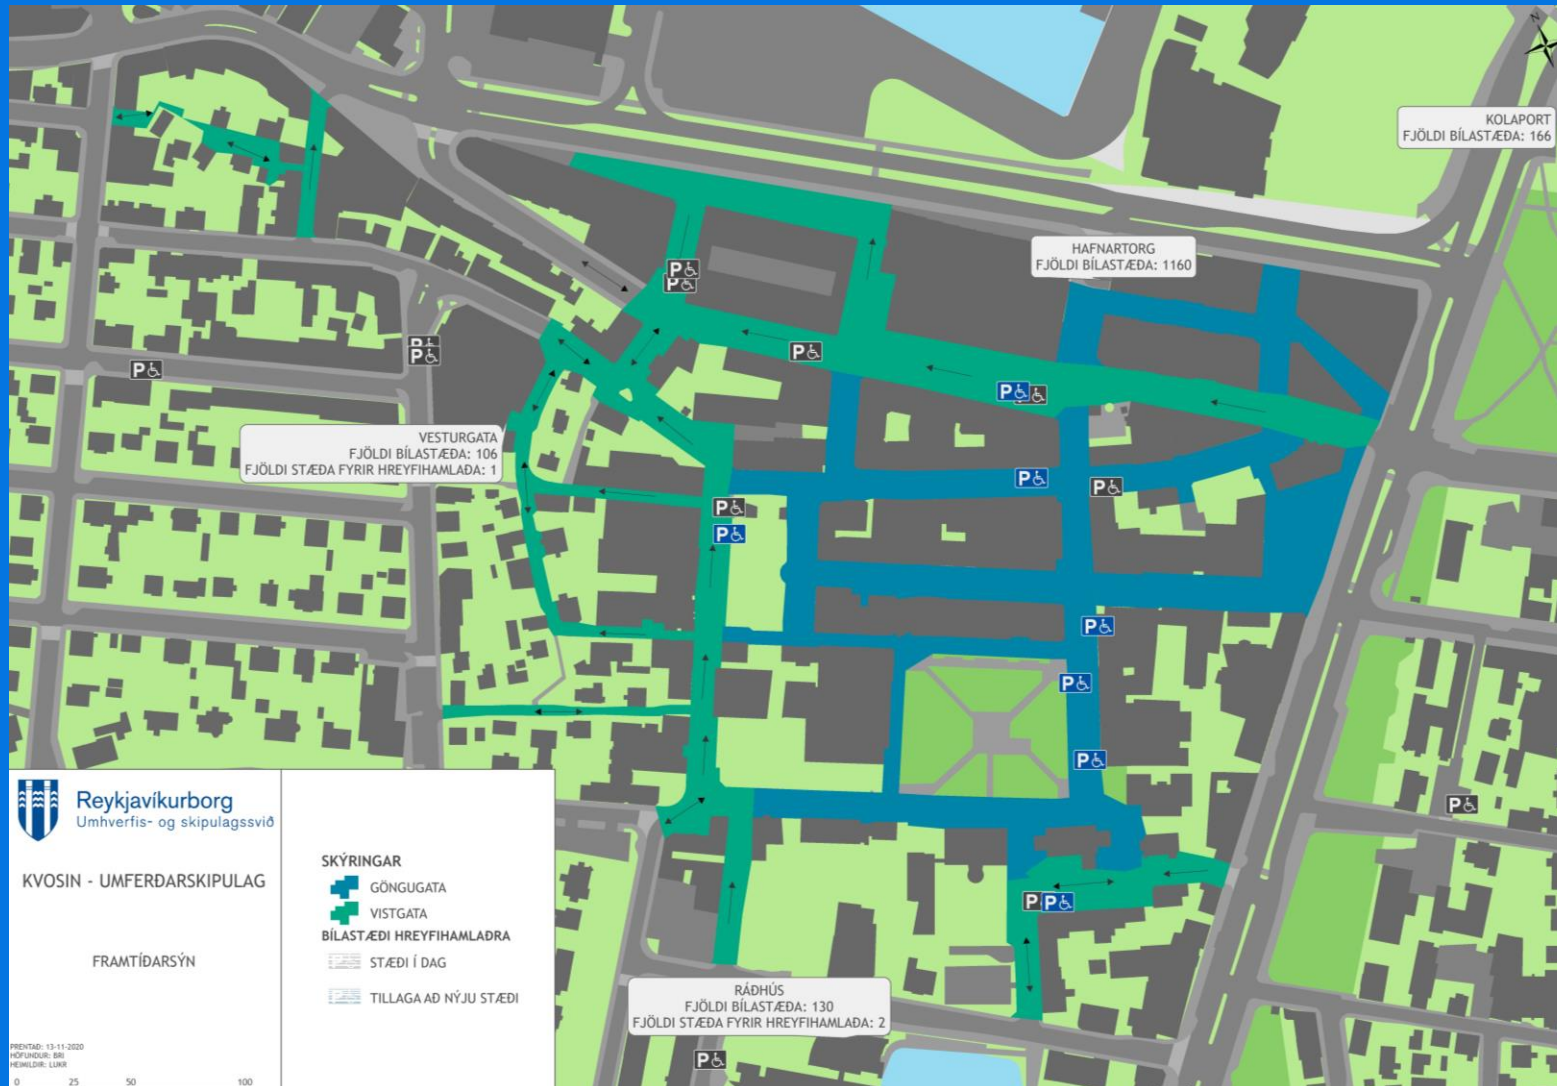 N
KOLAPORT
FJÖLDI BÍLASTÆÐA: 166
HAFNARTORG
FJÖLDI BÍLASTÆÐA: 1160
P
P
P
P
P
P
P
VESTURGATA
FJÖLDI BÍLASTÆÐA: 106
FJÖLDI STÆÐA FYRIR HREYFIHAMLAÐA: 1
P
P
P
P
P
P
P
P
P
P
Reykjavíkurborg
Umhverfis- og skipulagssvið
KVOSIN - UMFERÐARSKIPULAG
FRAMTÍÐARSÝN
SKÝRINGAR
GÖNGUGATA
VISTGATA
BÍLASTÆÐI HREYFIHAMLAÐRA
STÆÐI Í DAG
TILLAGA AÐ NÝJU STÆÐI
RÁÐHÚS
FJÖLDI BÍLASTÆÐA: 130
FJÖLDI STÆÐA FYRIR HREYFIHAMLAÐA: 2
P
PRENTAÐ: 13-11-2020
HÖFUNDUR: BRI
HEIMILDIR: LUKR
0 25 50 100